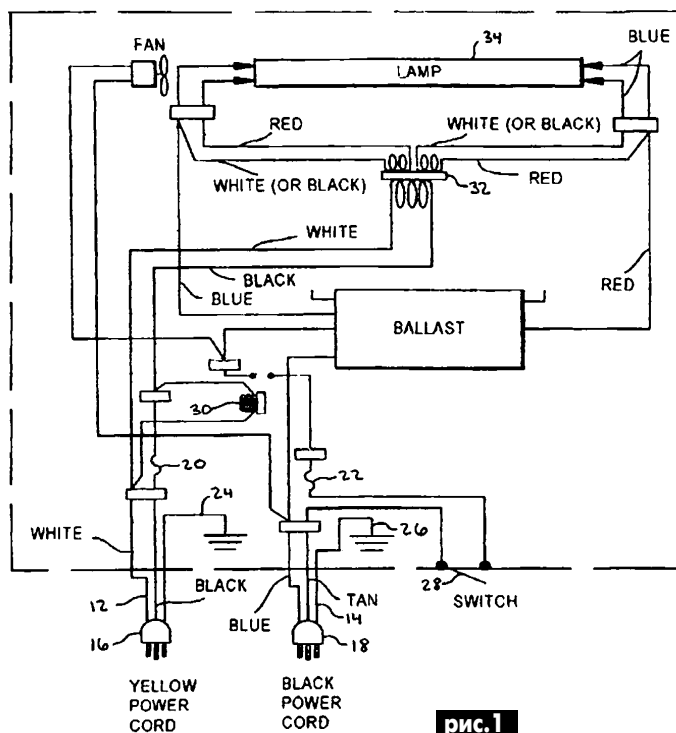 34
FAN
BLUE
LAMP
RED
WHITE (OR BLACK)
WHITE (OR BLACK)
32
RED
WHITE
BLACK
BLUE
RED
BALLAST
30
20
22
24
26
WHITE
BLACK
TAN
28
SWITCH
12
BLUE
14
16
18
YELLOW
POWER
CORD
BLACK
POWER
CORD
рис.1